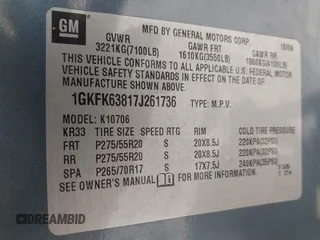 GM
MFD BY GENERAL MOTORS CORP. 10/06
GVWR GAWR FRT GAWR RR
3221KG(7100LB) 1610KG(3550LB) 1860KG(4100LB)
THIS VEHICLE CONFORMS TO ALL APPLICABLE U.S. FEDERAL MOTOR
VEHICLE SAFETY STANDARDS IN EFFECT ON THE DATE OF
MANUFACTURE SHOWN ABOVE.
1GKFK63817J261736 TYPE: M.P.V.
MODEL: K10706
KR33 TIRE SIZE SPEED RTG RIM COLD TIRE PRESSURE
FRT P275/55R20 S 20X8.5J 220KPA(32PSI)
RR P275/55R20 S 20X8.5J 220KPA(32PSI)
SPA P265/70R17 S 17X7.5J 240KPA(35PSI)
SEE OWNER'S MANUAL FOR MORE INFORMATION.
DREAMBID